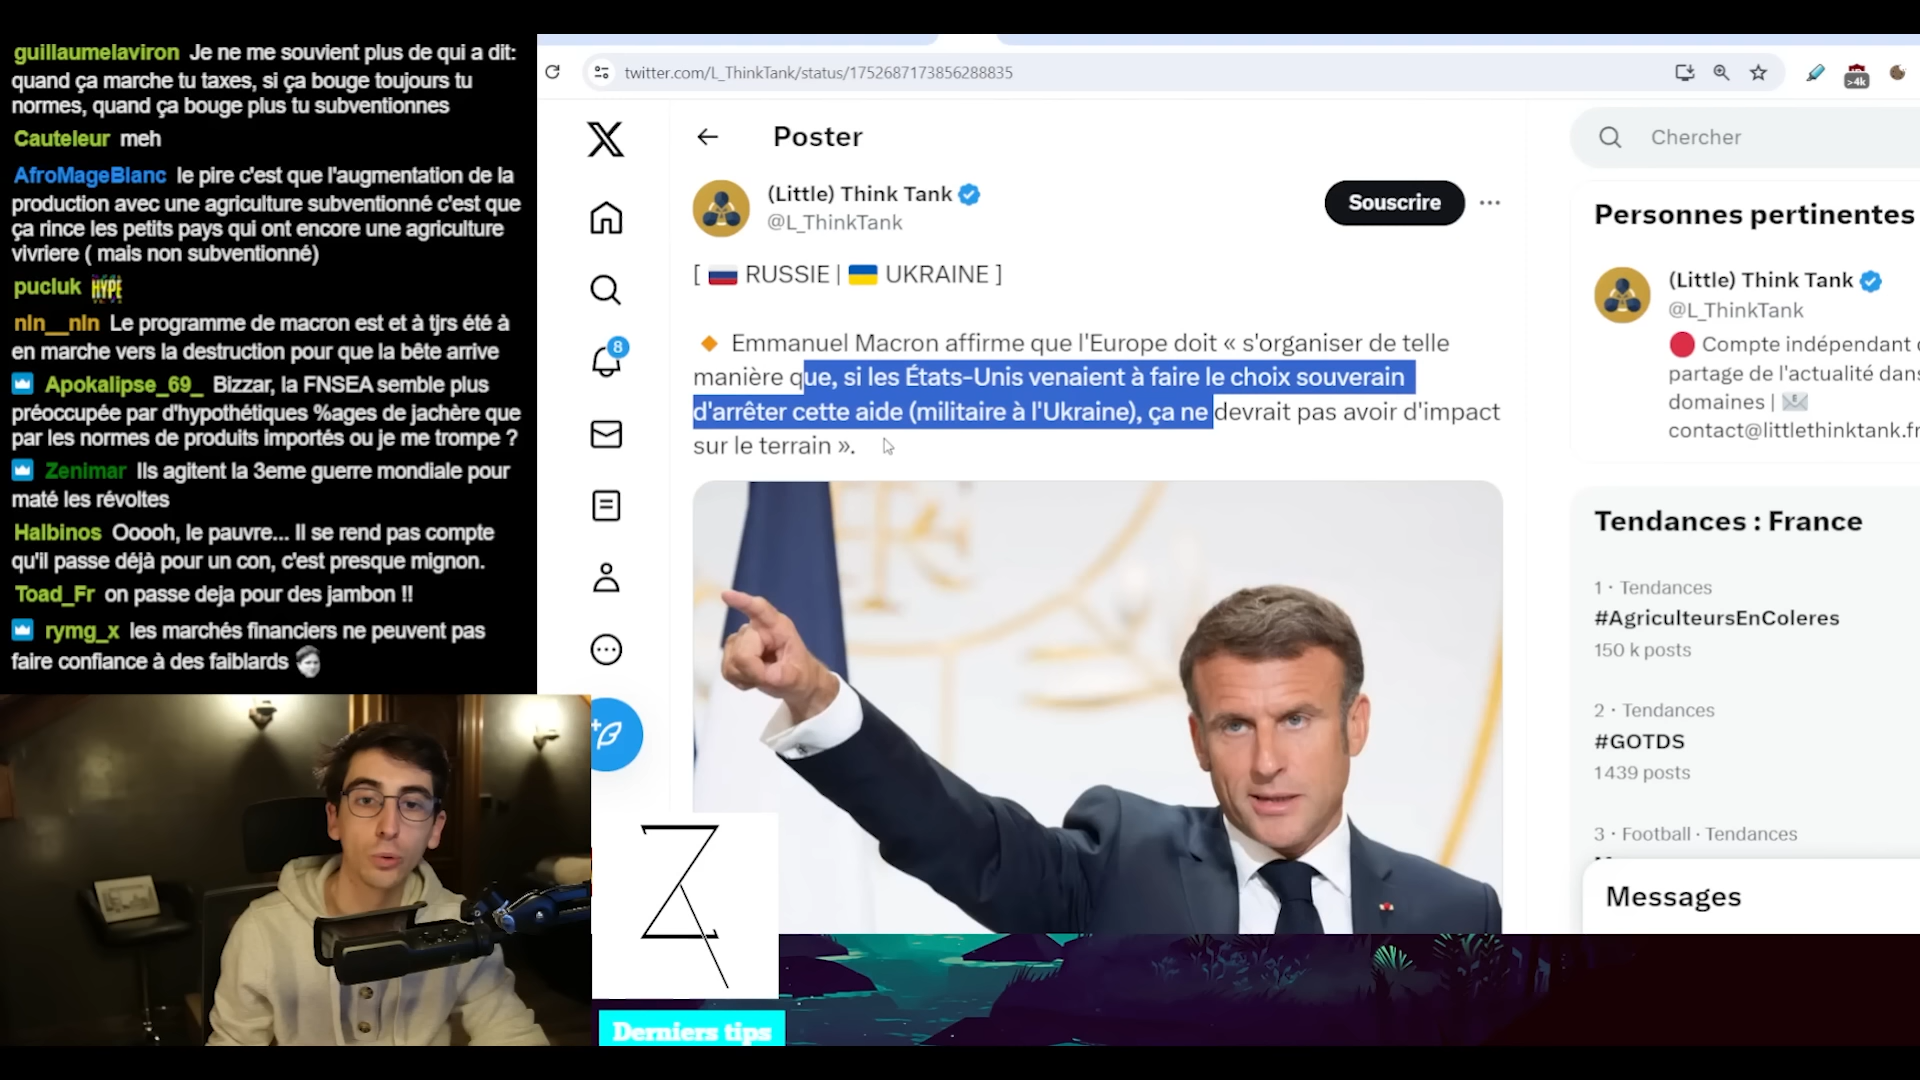 guillaumelaviron Je ne me souvient plus de qui a dit:
quand ça marche tu taxes, si ça bouge toujours tu
normes, quand ça bouge plus tu subventionnes
Cauteleur meh
AfroMageBlanc le pire c'est que l'augmentation de la
production avec une agriculture subventionné c'est que
ça rince les petits pays qui ont encore une agriculture
vivriere ( mais non subventionné)
pucluk HYPE
nln__nln Le programme de macron est et à tjrs été à
en marche vers la destruction pour que la bête arrive
Apokalipse_69_ Bizzar, la FNSEA semble plus
préoccupée par d'hypothétiques %ages de jachère que
par les normes de produits importés ou je me trompe ?
Zenimar Ils agitent la 3eme guerre mondiale pour
maté les révoltes
Halbinos Ooooh, le pauvre... Il se rend pas compte
qu'il passe déjà pour un con, c'est presque mignon.
Toad_Fr on passe deja pour des jambon !!
rymg_x les marchés financiers ne peuvent pas
faire confiance à des faiblards
twitter.com/L_ThinkTank/status/1752687173856288835
>4k
Poster
(Little) Think Tank
@L_ThinkTank
Souscrire
[ RUSSIE | UKRAINE ]
Emmanuel Macron affirme que l'Europe doit « s'organiser de telle
manière que, si les États-Unis venaient à faire le choix souverain
d'arrêter cette aide (militaire à l'Ukraine), ça ne devrait pas avoir d'impact
sur le terrain ».
8
Chercher
Personnes pertinentes
(Little) Think Tank
@L_ThinkTank
Compte indépendant
partage de l'actualité dans
domaines |
contact@littlethinktank.fr
Tendances : France
1 · Tendances
#AgriculteursEnColeres
150 k posts
2 · Tendances
#GOTDS
1 439 posts
3 · Football · Tendances
Messages
Derniers tips